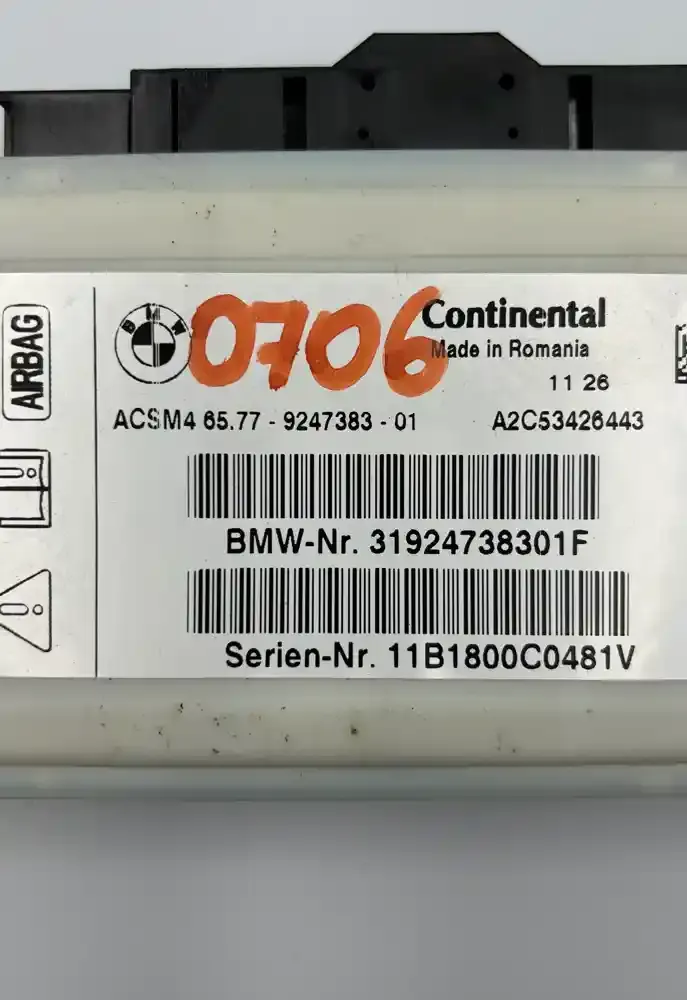 AIRBAG
BMW
0706
Continental
Made in Romania
11 26
ACSM4 65.77 - 9247383 - 01 A2C53426443
BMW-Nr. 31924738301F
Serien-Nr. 11B1800C0481V